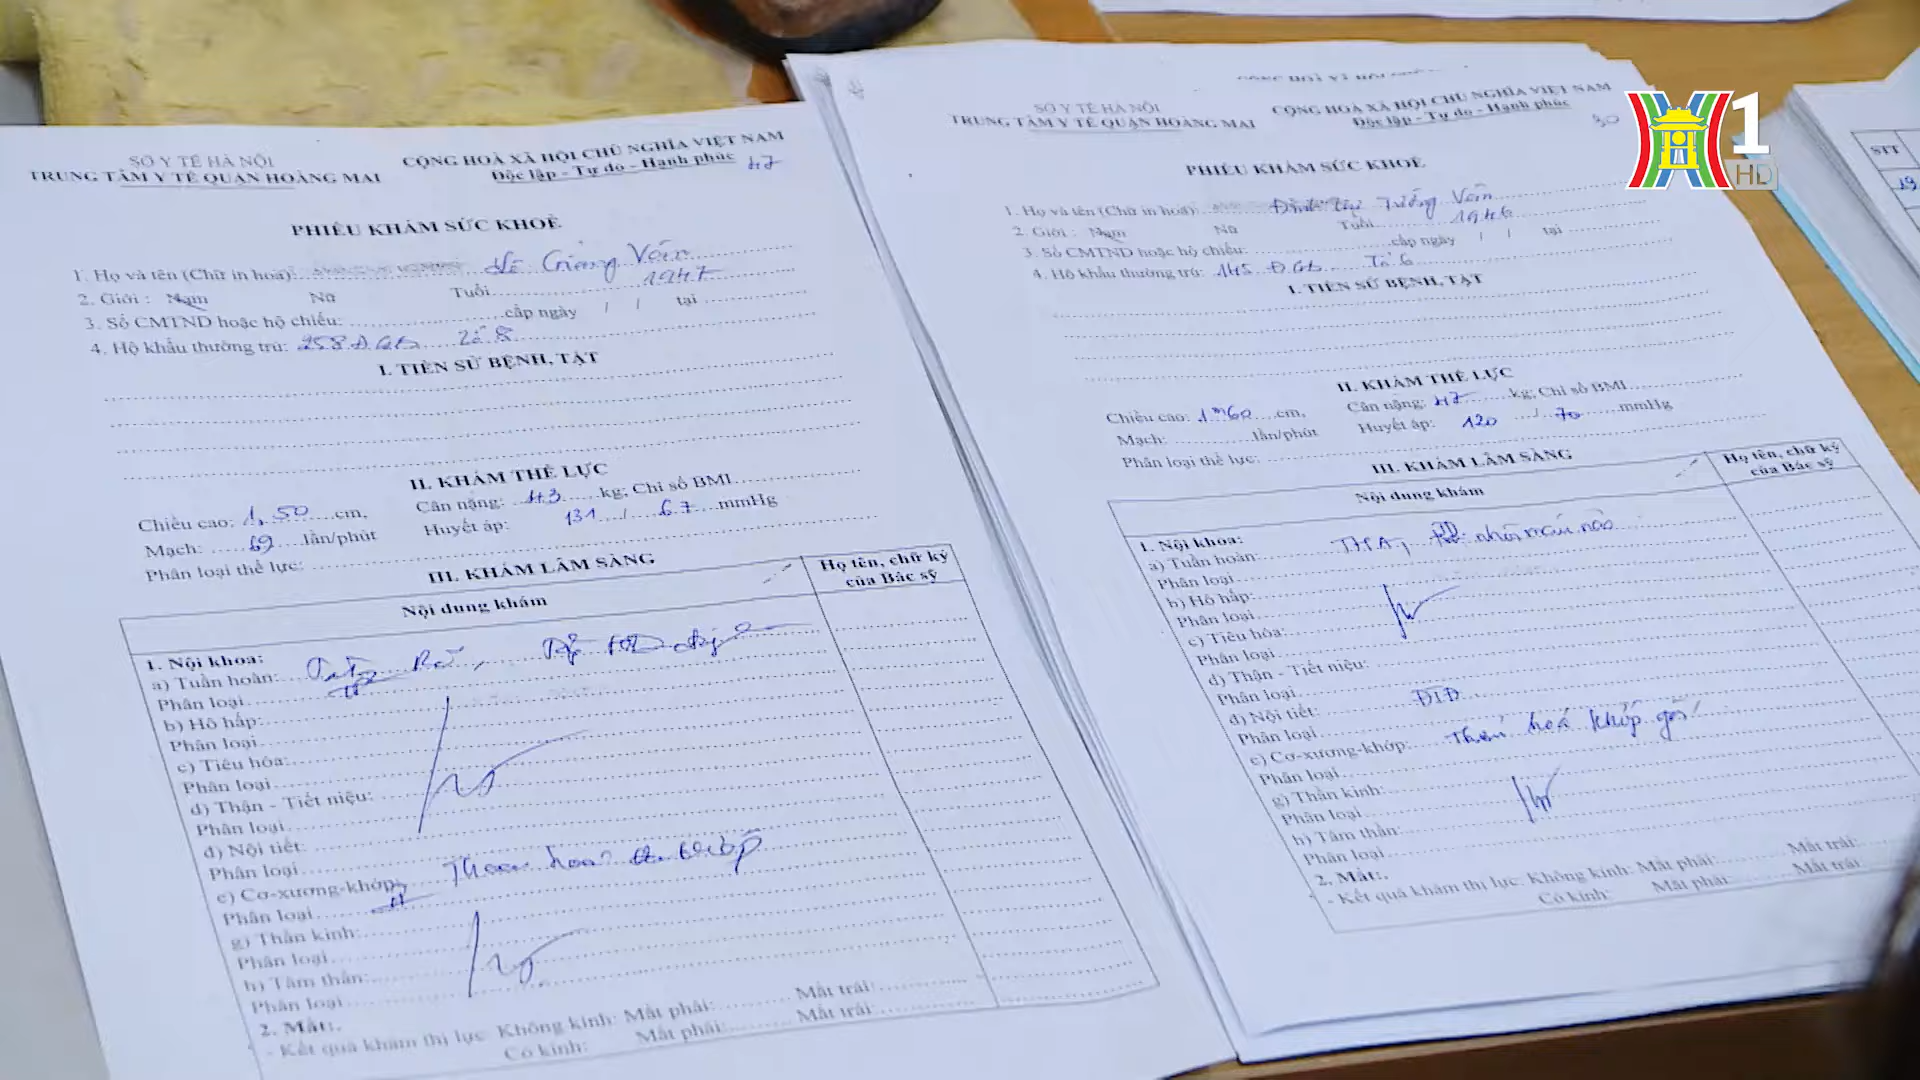 SỞ Y TẾ HÀ NỘI
TRUNG TÂM Y TẾ QUẬN HOÀNG MAI
CỘNG HOÀ XÃ HỘI CHỦ NGHĨA VIỆT NAM
Độc lập - Tự do - Hạnh phúc
47
PHIẾU KHÁM SỨC KHOẺ
1. Họ và tên (Chữ in hoa)
2. Giới : Nam Nữ Tuổi 1947
3. Số CMTND hoặc hộ chiếu: cấp ngày / / tại
4. Hộ khẩu thường trú: 258 Tổ 8
I. TIỀN SỬ BỆNH, TẬT
II. KHÁM THỂ LỰC
Chiều cao: 1,50 cm, Cân nặng: 43 kg; Chỉ số BMI
Mạch: 69 lần/phút Huyết áp: 131 / 67 mmHg
Phân loại thể lực:
III. KHÁM LÂM SÀNG
Nội dung khám
Họ tên, chữ ký
của Bác sỹ
1. Nội khoa:
a) Tuần hoàn:
Phân loại
b) Hô hấp:
Phân loại
c) Tiêu hóa:
Phân loại
d) Thận - Tiết niệu:
Phân loại
đ) Nội tiết:
Phân loại
e) Cơ-xương-khớp:
Phân loại
g) Thần kinh:
Phân loại
h) Tâm thần:
Phân loại
2. Mắt:.
- Kết quả khám thị lực: Không kính: Mắt phải: Mắt trái:
Có kính: Mắt phải: Mắt trái:
SỞ Y TẾ HÀ NỘI
TRUNG TÂM Y TẾ QUẬN HOÀNG MAI
CỘNG HOÀ XÃ HỘI CHỦ NGHĨA VIỆT NAM
Độc lập - Tự do - Hạnh phúc
30
PHIẾU KHÁM SỨC KHOẺ
1. Họ và tên (Chữ in hoa)
2. Giới : Nam Nữ Tuổi 1946
3. Số CMTND hoặc hộ chiếu: cấp ngày / / tại
4. Hộ khẩu thường trú: 145 Tổ 6
I. TIỀN SỬ BỆNH, TẬT
II. KHÁM THỂ LỰC
Chiều cao: 1m60 cm, Cân nặng: 47 kg; Chỉ số BMI
Mạch: lần/phút Huyết áp: 120 / 70 mmHg
Phân loại thể lực:
III. KHÁM LÂM SÀNG
Nội dung khám
Họ tên, chữ ký
của Bác sỹ
1. Nội khoa:
a) Tuần hoàn: THA, nhồi máu não
Phân loại
b) Hô hấp:
Phân loại
c) Tiêu hóa:
Phân loại
d) Thận - Tiết niệu:
Phân loại
đ) Nội tiết: ĐTĐ
Phân loại
e) Cơ-xương-khớp: Thoái hoá khớp gối
Phân loại
g) Thần kinh:
Phân loại
h) Tâm thần:
Phân loại
2. Mắt:.
- Kết quả khám thị lực: Không kính: Mắt phải: Mắt trái:
Có kính: Mắt phải: Mắt trái:
STT
19
1
HD